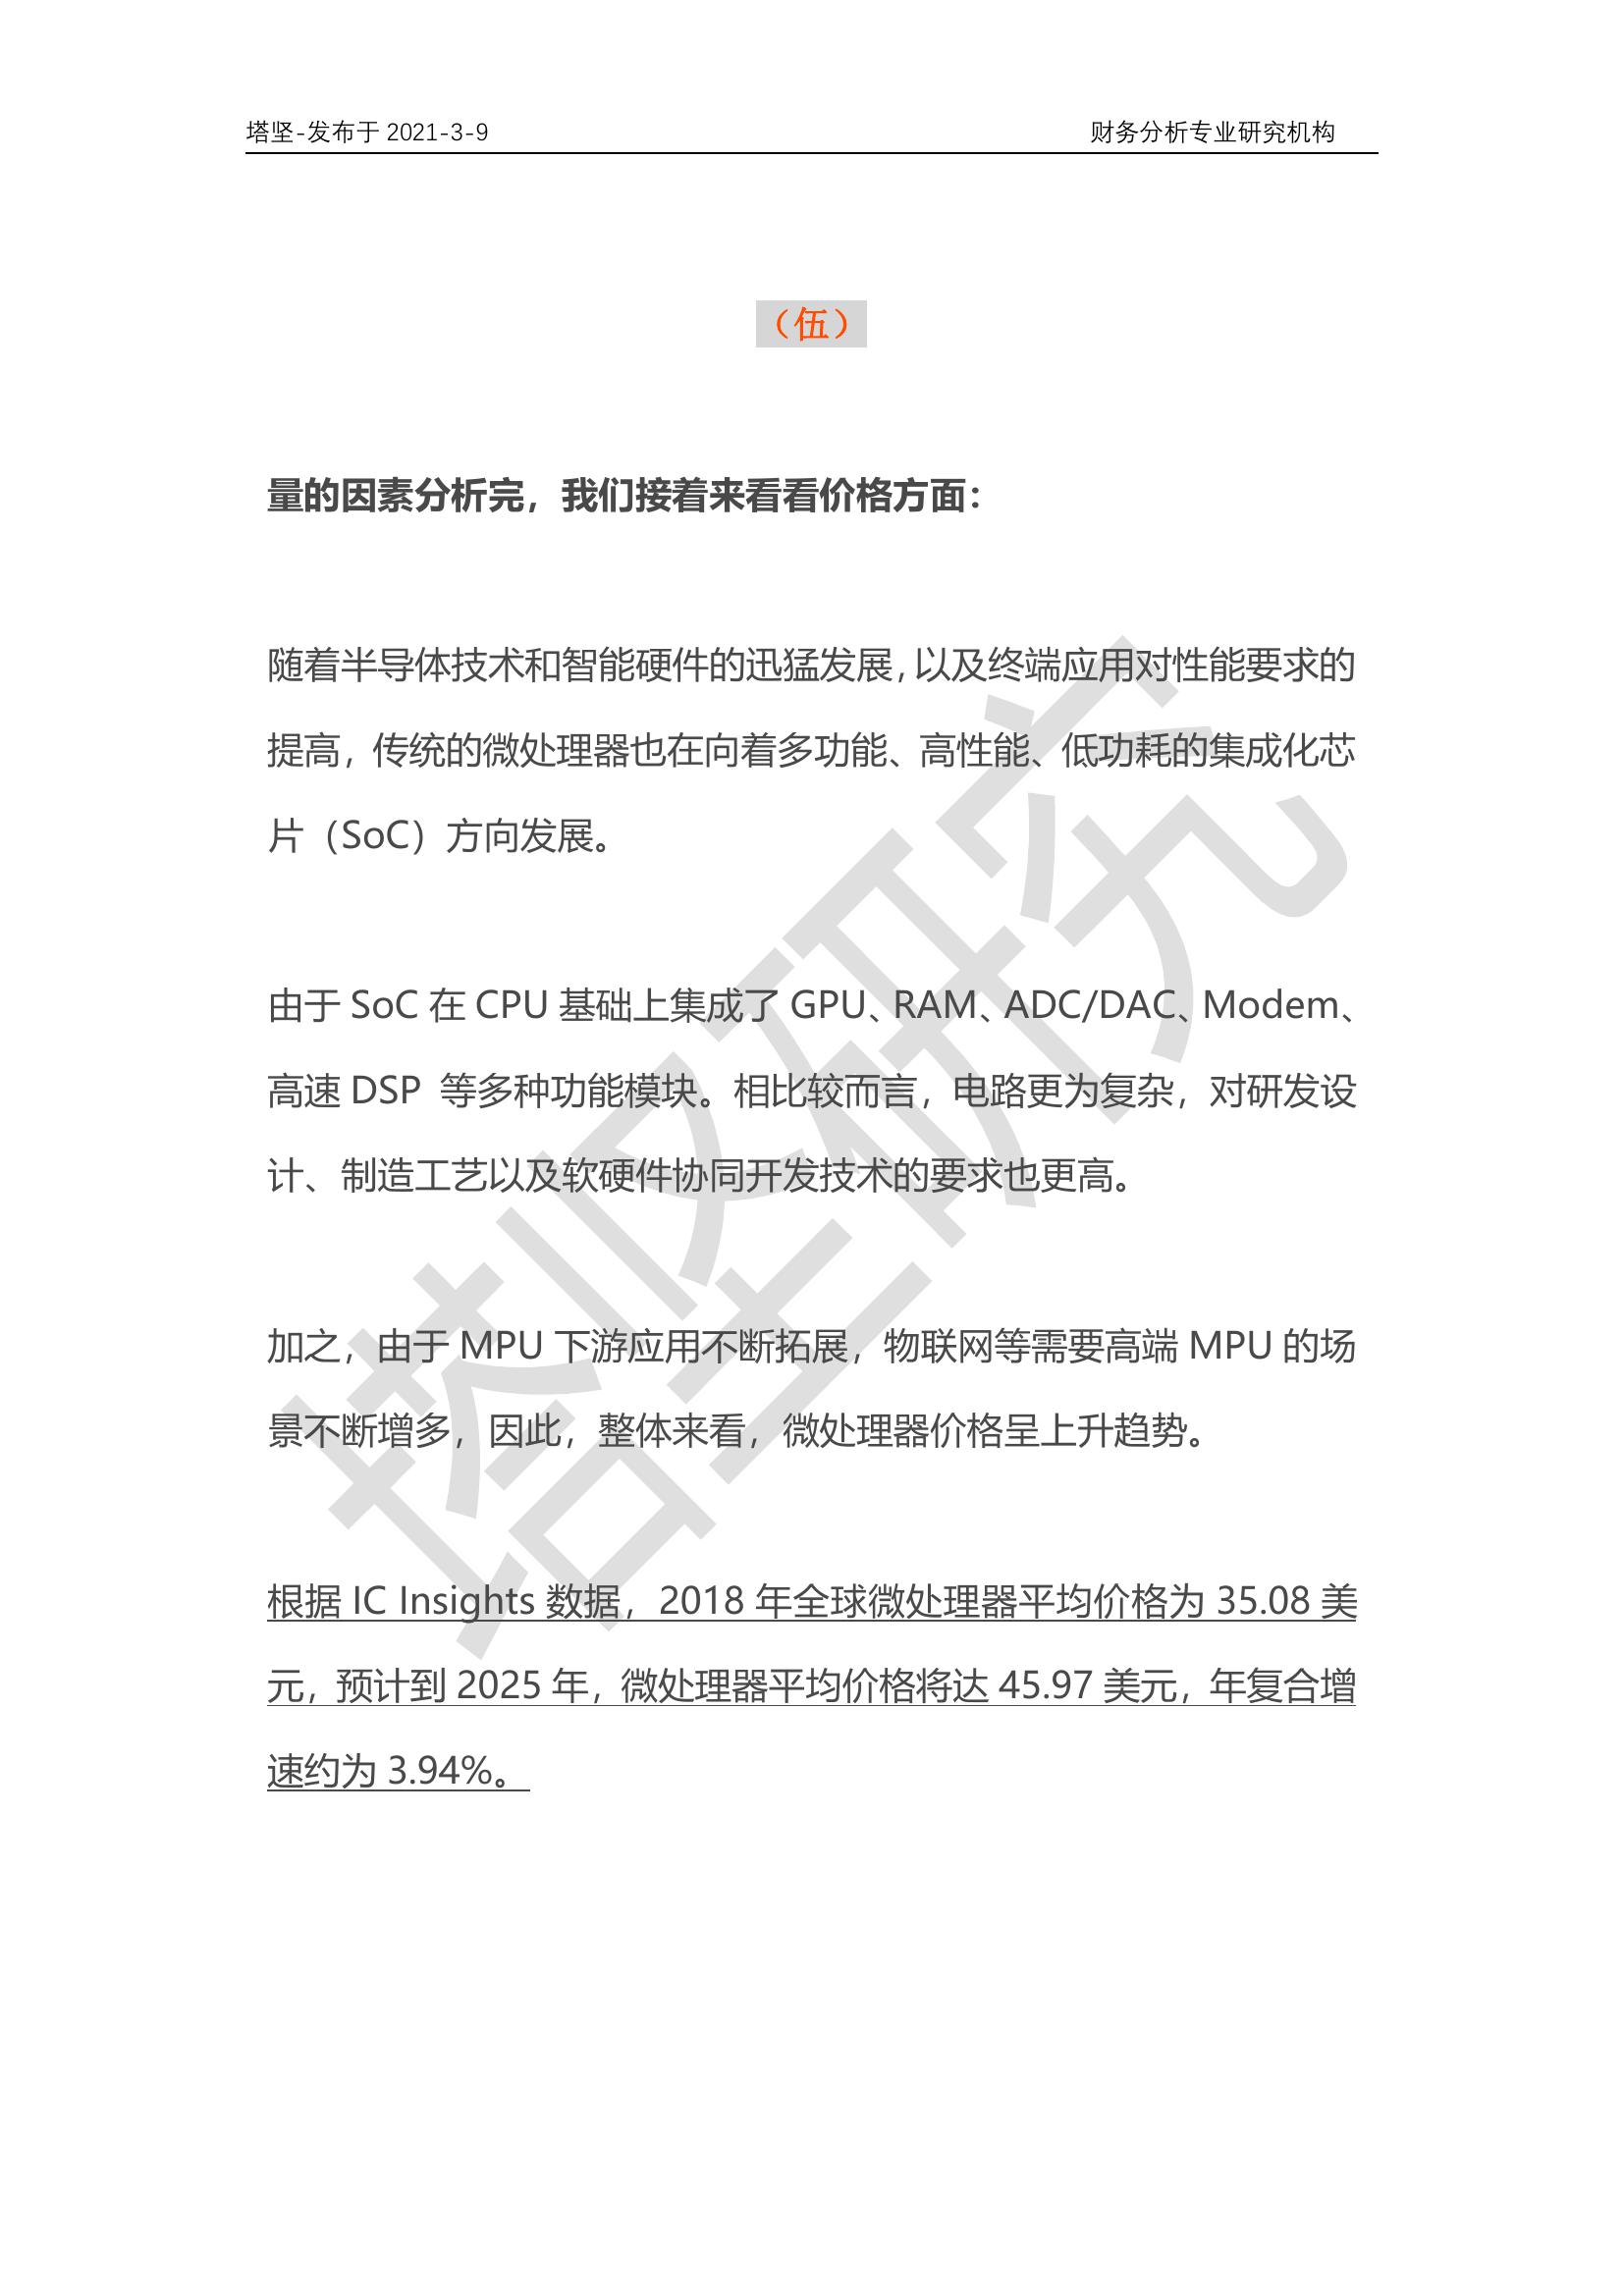 塔坚-发布于 2021-3-9 财务分析专业研究机构
（伍）
量的因素分析完，我们接着来看看价格方面：
随着半导体技术和智能硬件的迅猛发展，以及终端应用对性能要求的
提高，传统的微处理器也在向着多功能、高性能、低功耗的集成化芯
片（SoC）方向发展。
由于 SoC 在 CPU 基础上集成了 GPU、RAM、ADC/DAC、Modem、
高速 DSP 等多种功能模块。相比较而言，电路更为复杂，对研发设
计、制造工艺以及软硬件协同开发技术的要求也更高。
加之，由于 MPU 下游应用不断拓展，物联网等需要高端 MPU 的场
景不断增多，因此，整体来看，微处理器价格呈上升趋势。
根据 IC Insights 数据，2018 年全球微处理器平均价格为 35.08 美
元，预计到 2025 年，微处理器平均价格将达 45.97 美元，年复合增
速约为 3.94%。
塔坚研究